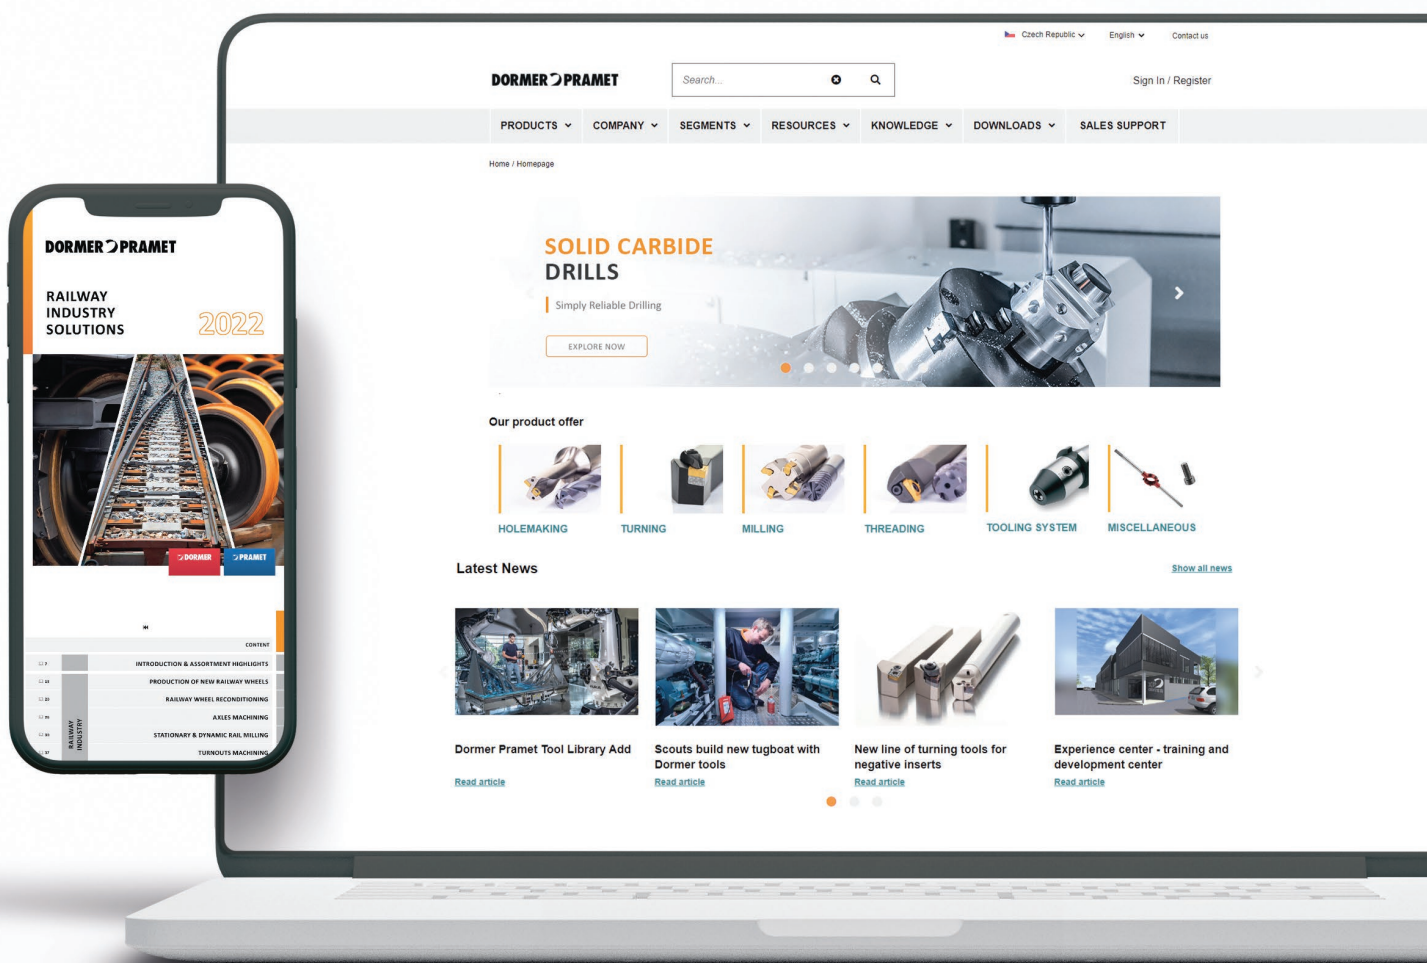 Czech Republic
English
Contact us
DORMER PRAMET
Search...
Sign In / Register
PRODUCTS
COMPANY
SEGMENTS
RESOURCES
KNOWLEDGE
DOWNLOADS
SALES SUPPORT
Home / Homepage
SOLID CARBIDE
DRILLS
Simply Reliable Drilling
EXPLORE NOW
Our product offer
HOLEMAKING
TURNING
MILLING
THREADING
TOOLING SYSTEM
MISCELLANEOUS
Latest News
Show all news
Dormer Pramet Tool Library Add
Read article
Scouts build new tugboat with
Dormer tools
Read article
New line of turning tools for
negative inserts
Read article
Experience center - training and
development center
Read article
DORMER PRAMET
RAILWAY
INDUSTRY
SOLUTIONS
2022
DORMER
PRAMET
CONTENT
INTRODUCTION & ASSORTMENT HIGHLIGHTS
PRODUCTION OF NEW RAILWAY WHEELS
RAILWAY WHEEL RECONDITIONING
AXLES MACHINING
STATIONARY & DYNAMIC RAIL MILLING
TURNOUTS MACHINING
RAILWAY
INDUSTRY